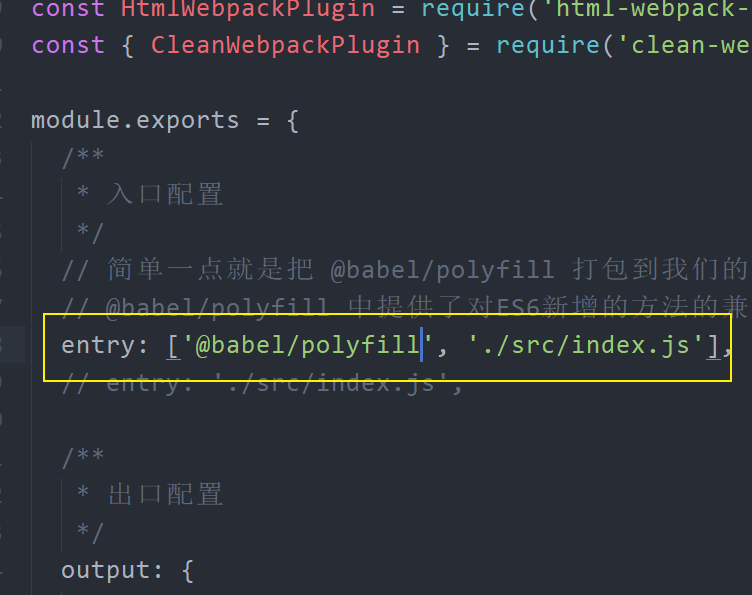 const HtmlWebpackPlugin = require('html-webpack-
const { CleanWebpackPlugin } = require('clean-we
module.exports = {
/**
* 入口配置
*/
// 简单一点就是把 @babel/polyfill 打包到我们的
// @babel/polyfill 中提供了对ES6新增的方法的兼
entry: ['@babel/polyfill', './src/index.js'],
// entry: './src/index.js',
/**
* 出口配置
*/
output: {